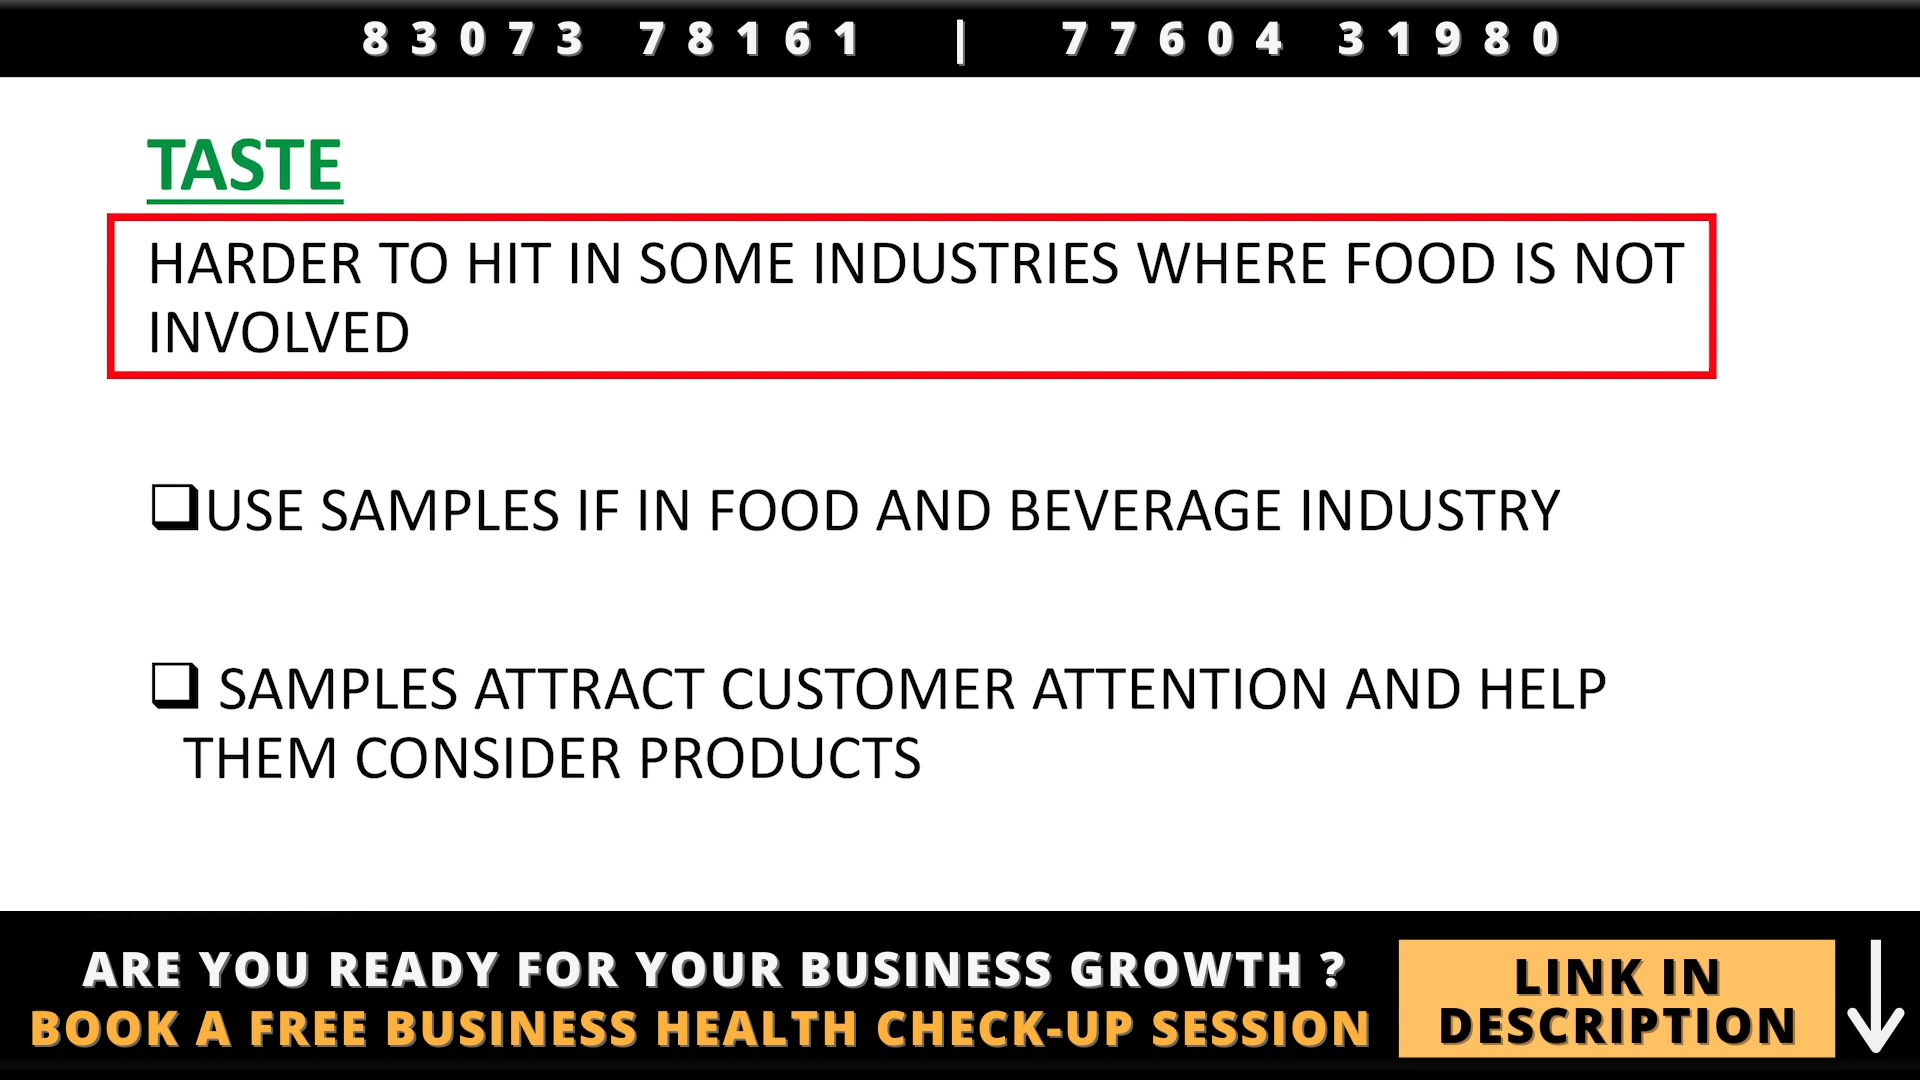 83073 78161 | 77604 31980
TASTE
HARDER TO HIT IN SOME INDUSTRIES WHERE FOOD IS NOT
INVOLVED
❑USE SAMPLES IF IN FOOD AND BEVERAGE INDUSTRY
❑ SAMPLES ATTRACT CUSTOMER ATTENTION AND HELP
THEM CONSIDER PRODUCTS
ARE YOU READY FOR YOUR BUSINESS GROWTH ?
BOOK A FREE BUSINESS HEALTH CHECK-UP SESSION
LINK IN
DESCRIPTION